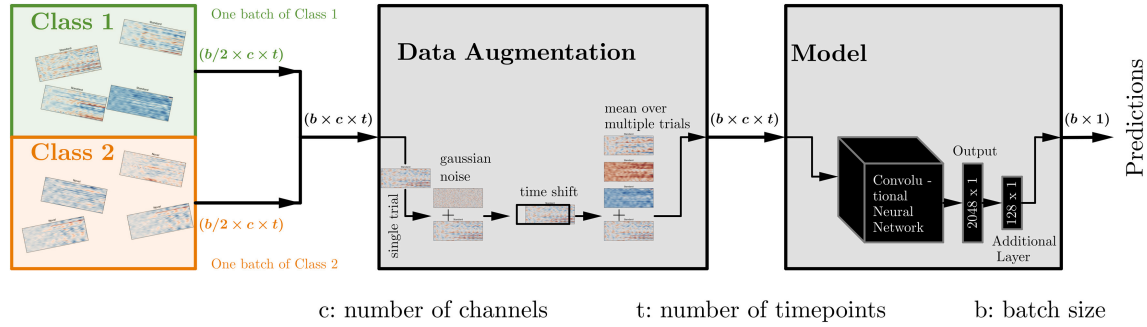 Class 1
One batch of Class 1
(b/2 × c × t)
Class 2
(b/2 × c × t)
One batch of Class 2
(b × c × t)
Data Augmentation
single trial
gaussian
noise
+
time shift
mean over
multiple trials
+
(b × c × t)
Model
Convolu -
tional
Neural
Network
Output
2048 x 1
128 x 1
Additional
Layer
(b × 1)
Predictions
c: number of channels
t: number of timepoints
b: batch size